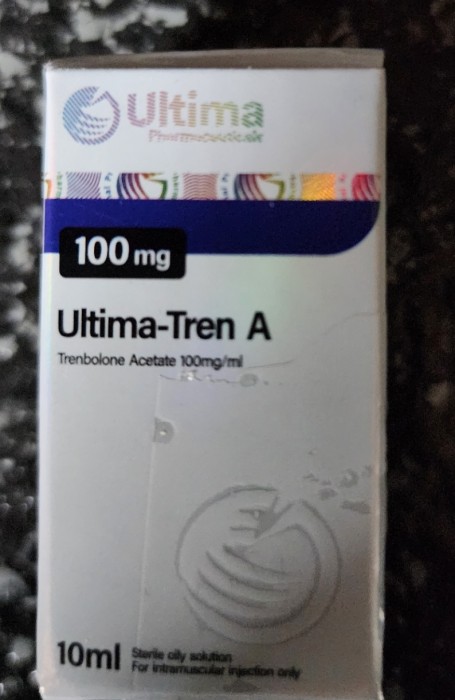 Ultima
Pharmaceuticals
100 mg
Ultima-Tren A
Trenbolone Acetate 100mg/ml
10ml
Sterile oily solution
For intramuscular injection only